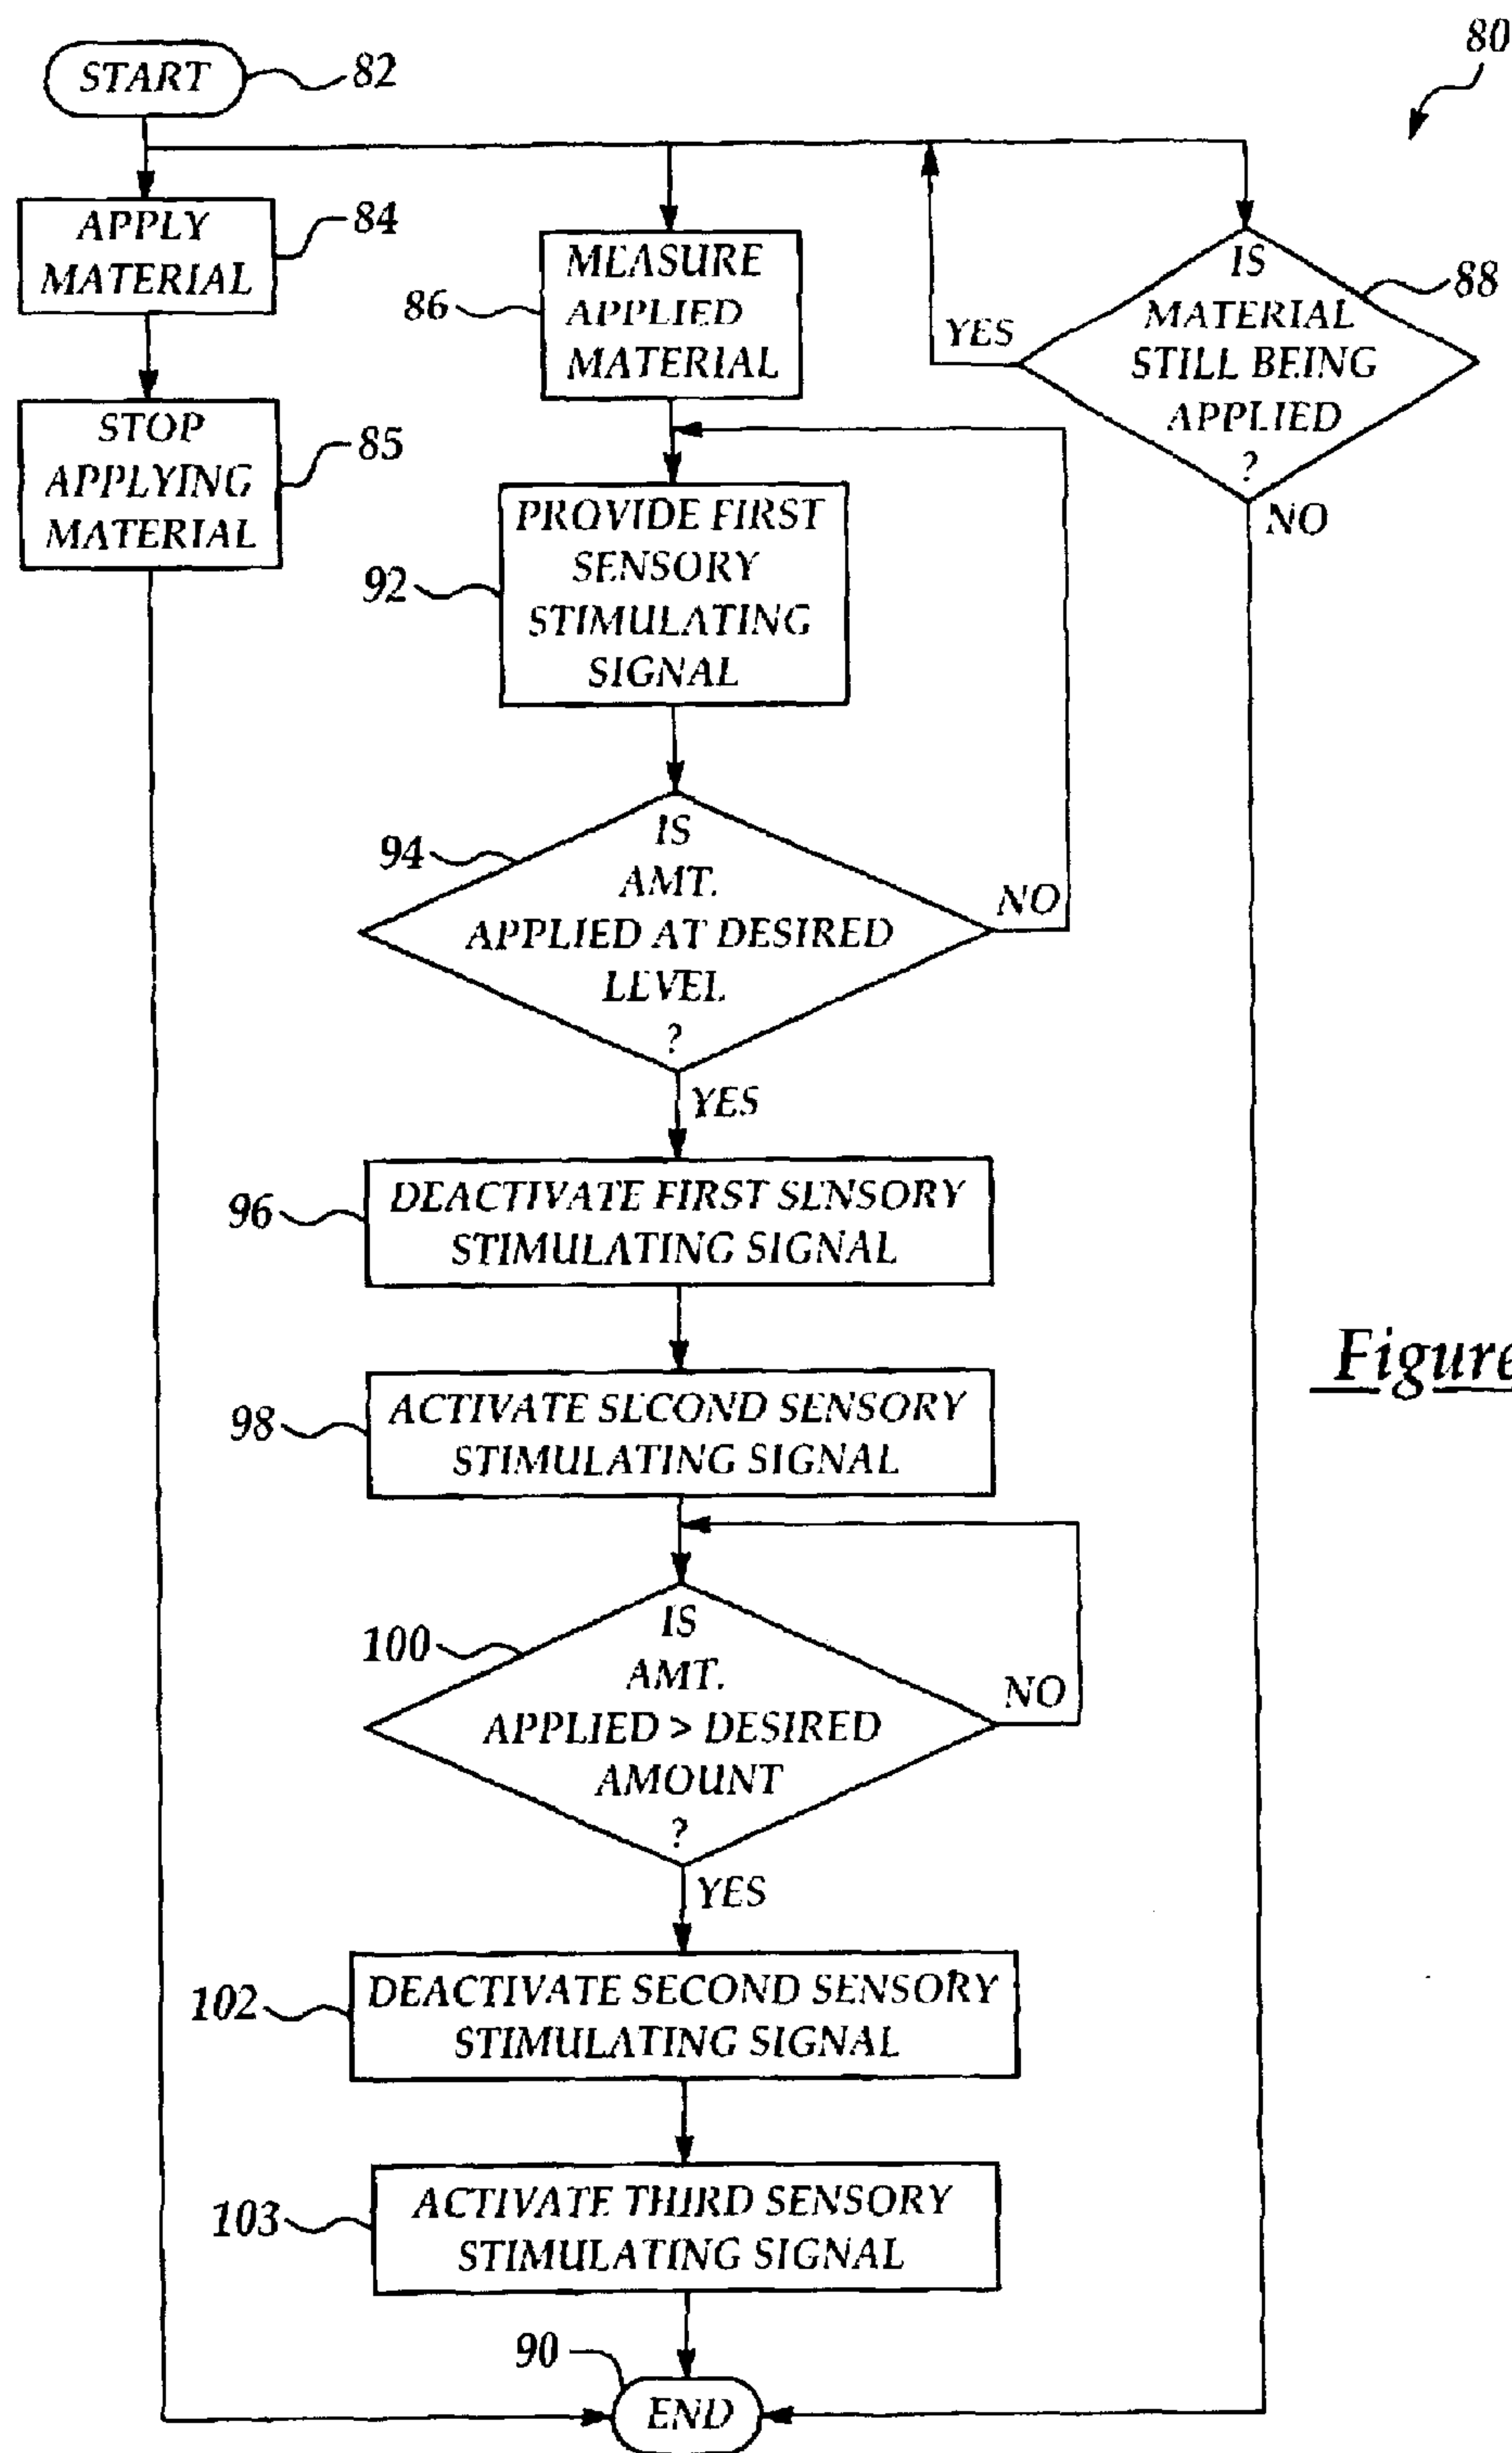 80
START
82
APPLY
MATERIAL
84
STOP
APPLYING
MATERIAL
85
MEASURE
APPLIED
MATERIAL
86
IS
MATERIAL
STILL BEING
APPLIED
?
88
YES
NO
PROVIDE FIRST
SENSORY
STIMULATING
SIGNAL
92
IS
AMT.
APPLIED AT DESIRED
LEVEL
?
94
NO
YES
DEACTIVATE FIRST SENSORY
STIMULATING SIGNAL
96
ACTIVATE SECOND SENSORY
STIMULATING SIGNAL
98
Figure
IS
AMT.
APPLIED > DESIRED
AMOUNT
?
100
NO
YES
DEACTIVATE SECOND SENSORY
STIMULATING SIGNAL
102
ACTIVATE THIRD SENSORY
STIMULATING SIGNAL
103
90
END